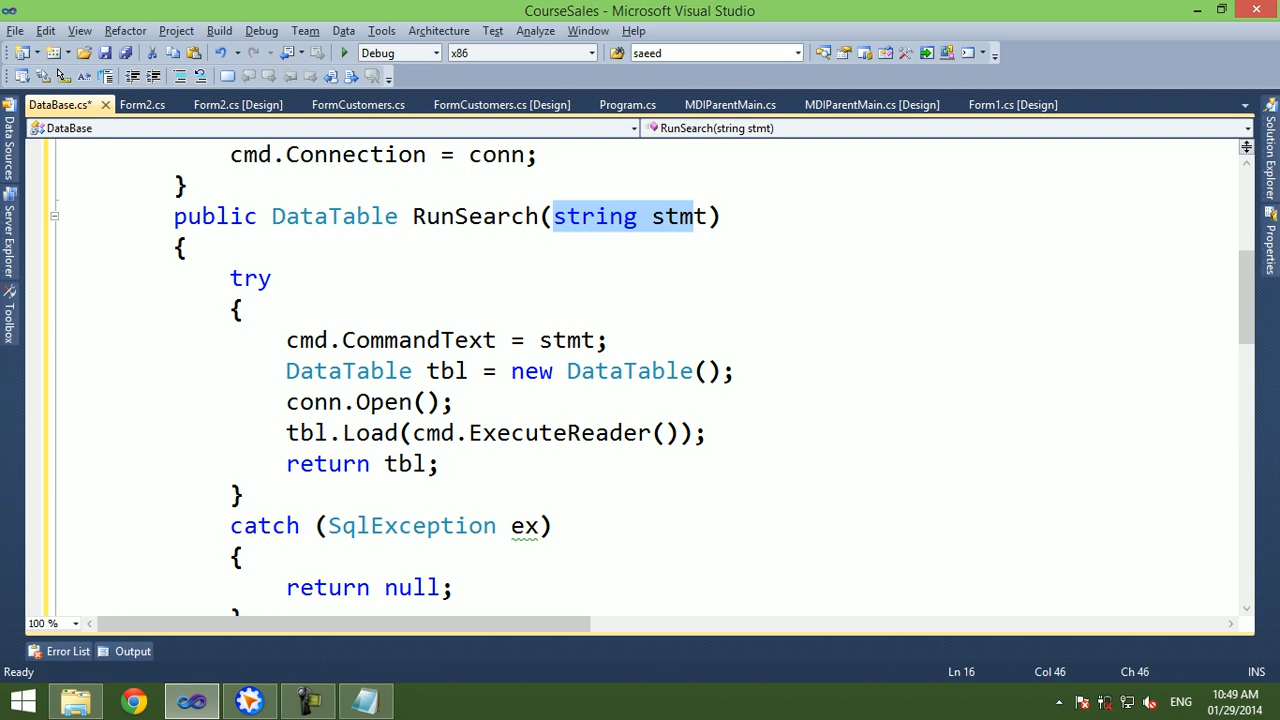 CourseSales - Microsoft Visual Studio
File Edit View Refactor Project Build Debug Team Data Tools Architecture Test Analyze Window Help
Debug x86 saeed
DataBase.cs* Form2.cs Form2.cs [Design] FormCustomers.cs FormCustomers.cs [Design] Program.cs MDIParentMain.cs MDIParentMain.cs [Design] Form1.cs [Design]
DataBase RunSearch(string stmt)
Data Sources
Server Explorer
Toolbox
Solution Explorer
Properties
cmd.Connection = conn;
}
public DataTable RunSearch(string stmt)
{
try
{
cmd.CommandText = stmt;
DataTable tbl = new DataTable();
conn.Open();
tbl.Load(cmd.ExecuteReader());
return tbl;
}
catch (SqlException ex)
{
return null;
}
100 %
Error List Output
Ready Ln 16 Col 46 Ch 46 INS
ENG 10:49 AM
01/29/2014